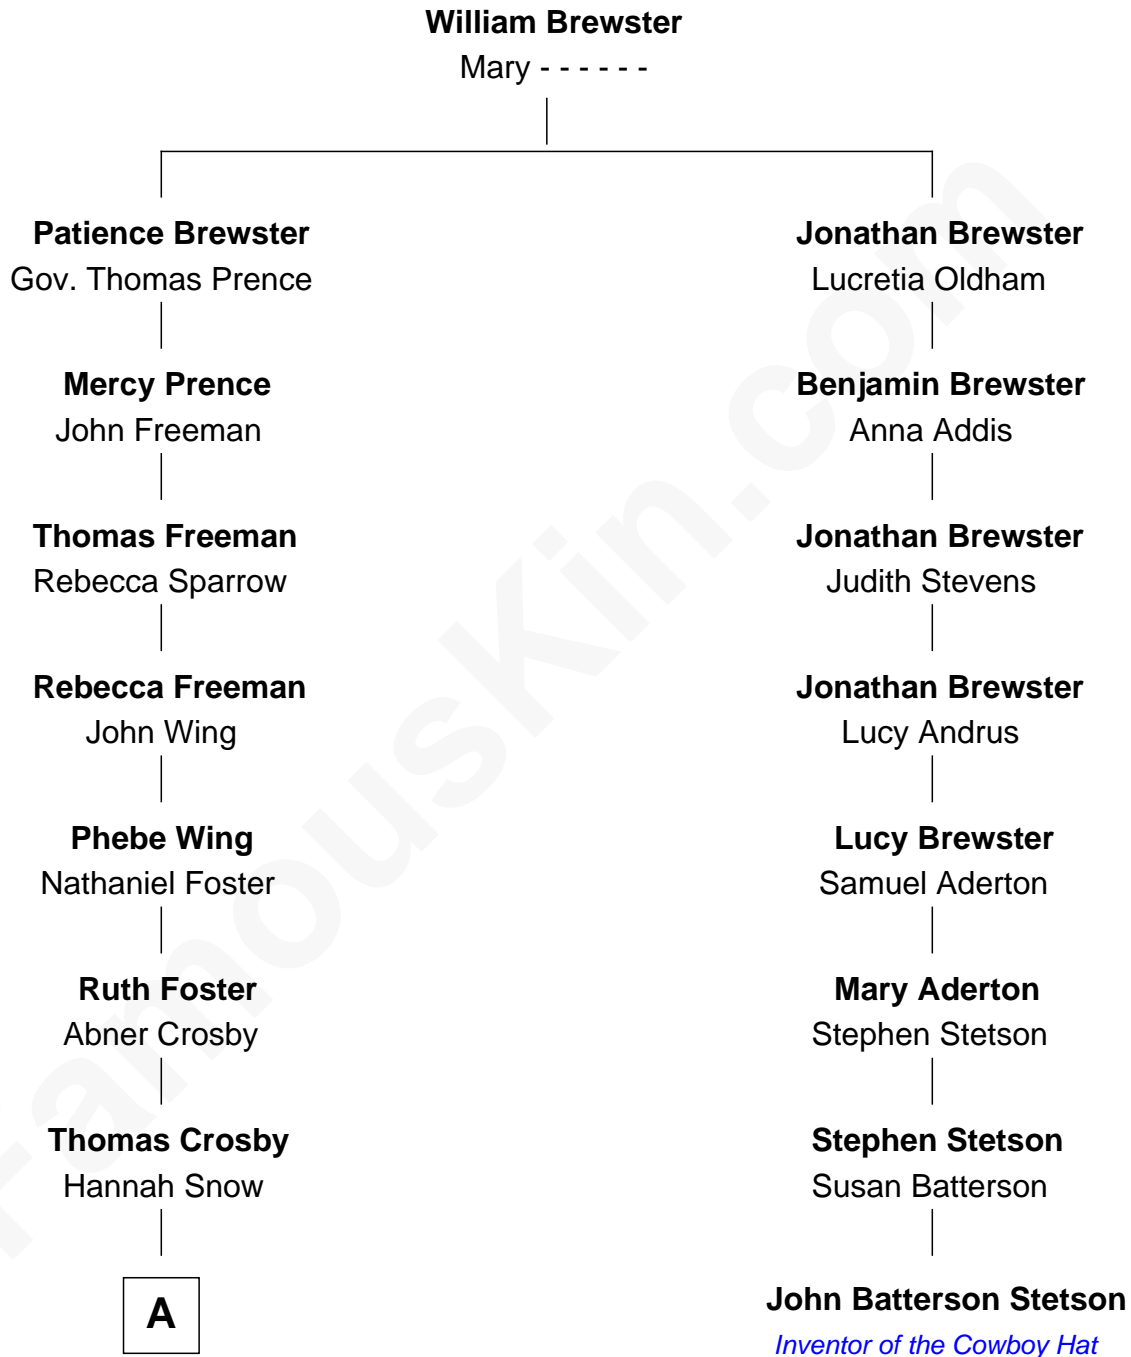 William Brewster
Mary - - - - - -
Patience Brewster
Gov. Thomas Prence
Jonathan Brewster
Lucretia Oldham
Mercy Prence
John Freeman
Benjamin Brewster
Anna Addis
Thomas Freeman
Rebecca Sparrow
Jonathan Brewster
Judith Stevens
Rebecca Freeman
John Wing
Jonathan Brewster
Lucy Andrus
Phebe Wing
Nathaniel Foster
Lucy Brewster
Samuel Aderton
Ruth Foster
Abner Crosby
Mary Aderton
Stephen Stetson
Thomas Crosby
Hannah Snow
Stephen Stetson
Susan Batterson
A
John Batterson Stetson
Inventor of the Cowboy Hat
FamousKin.com